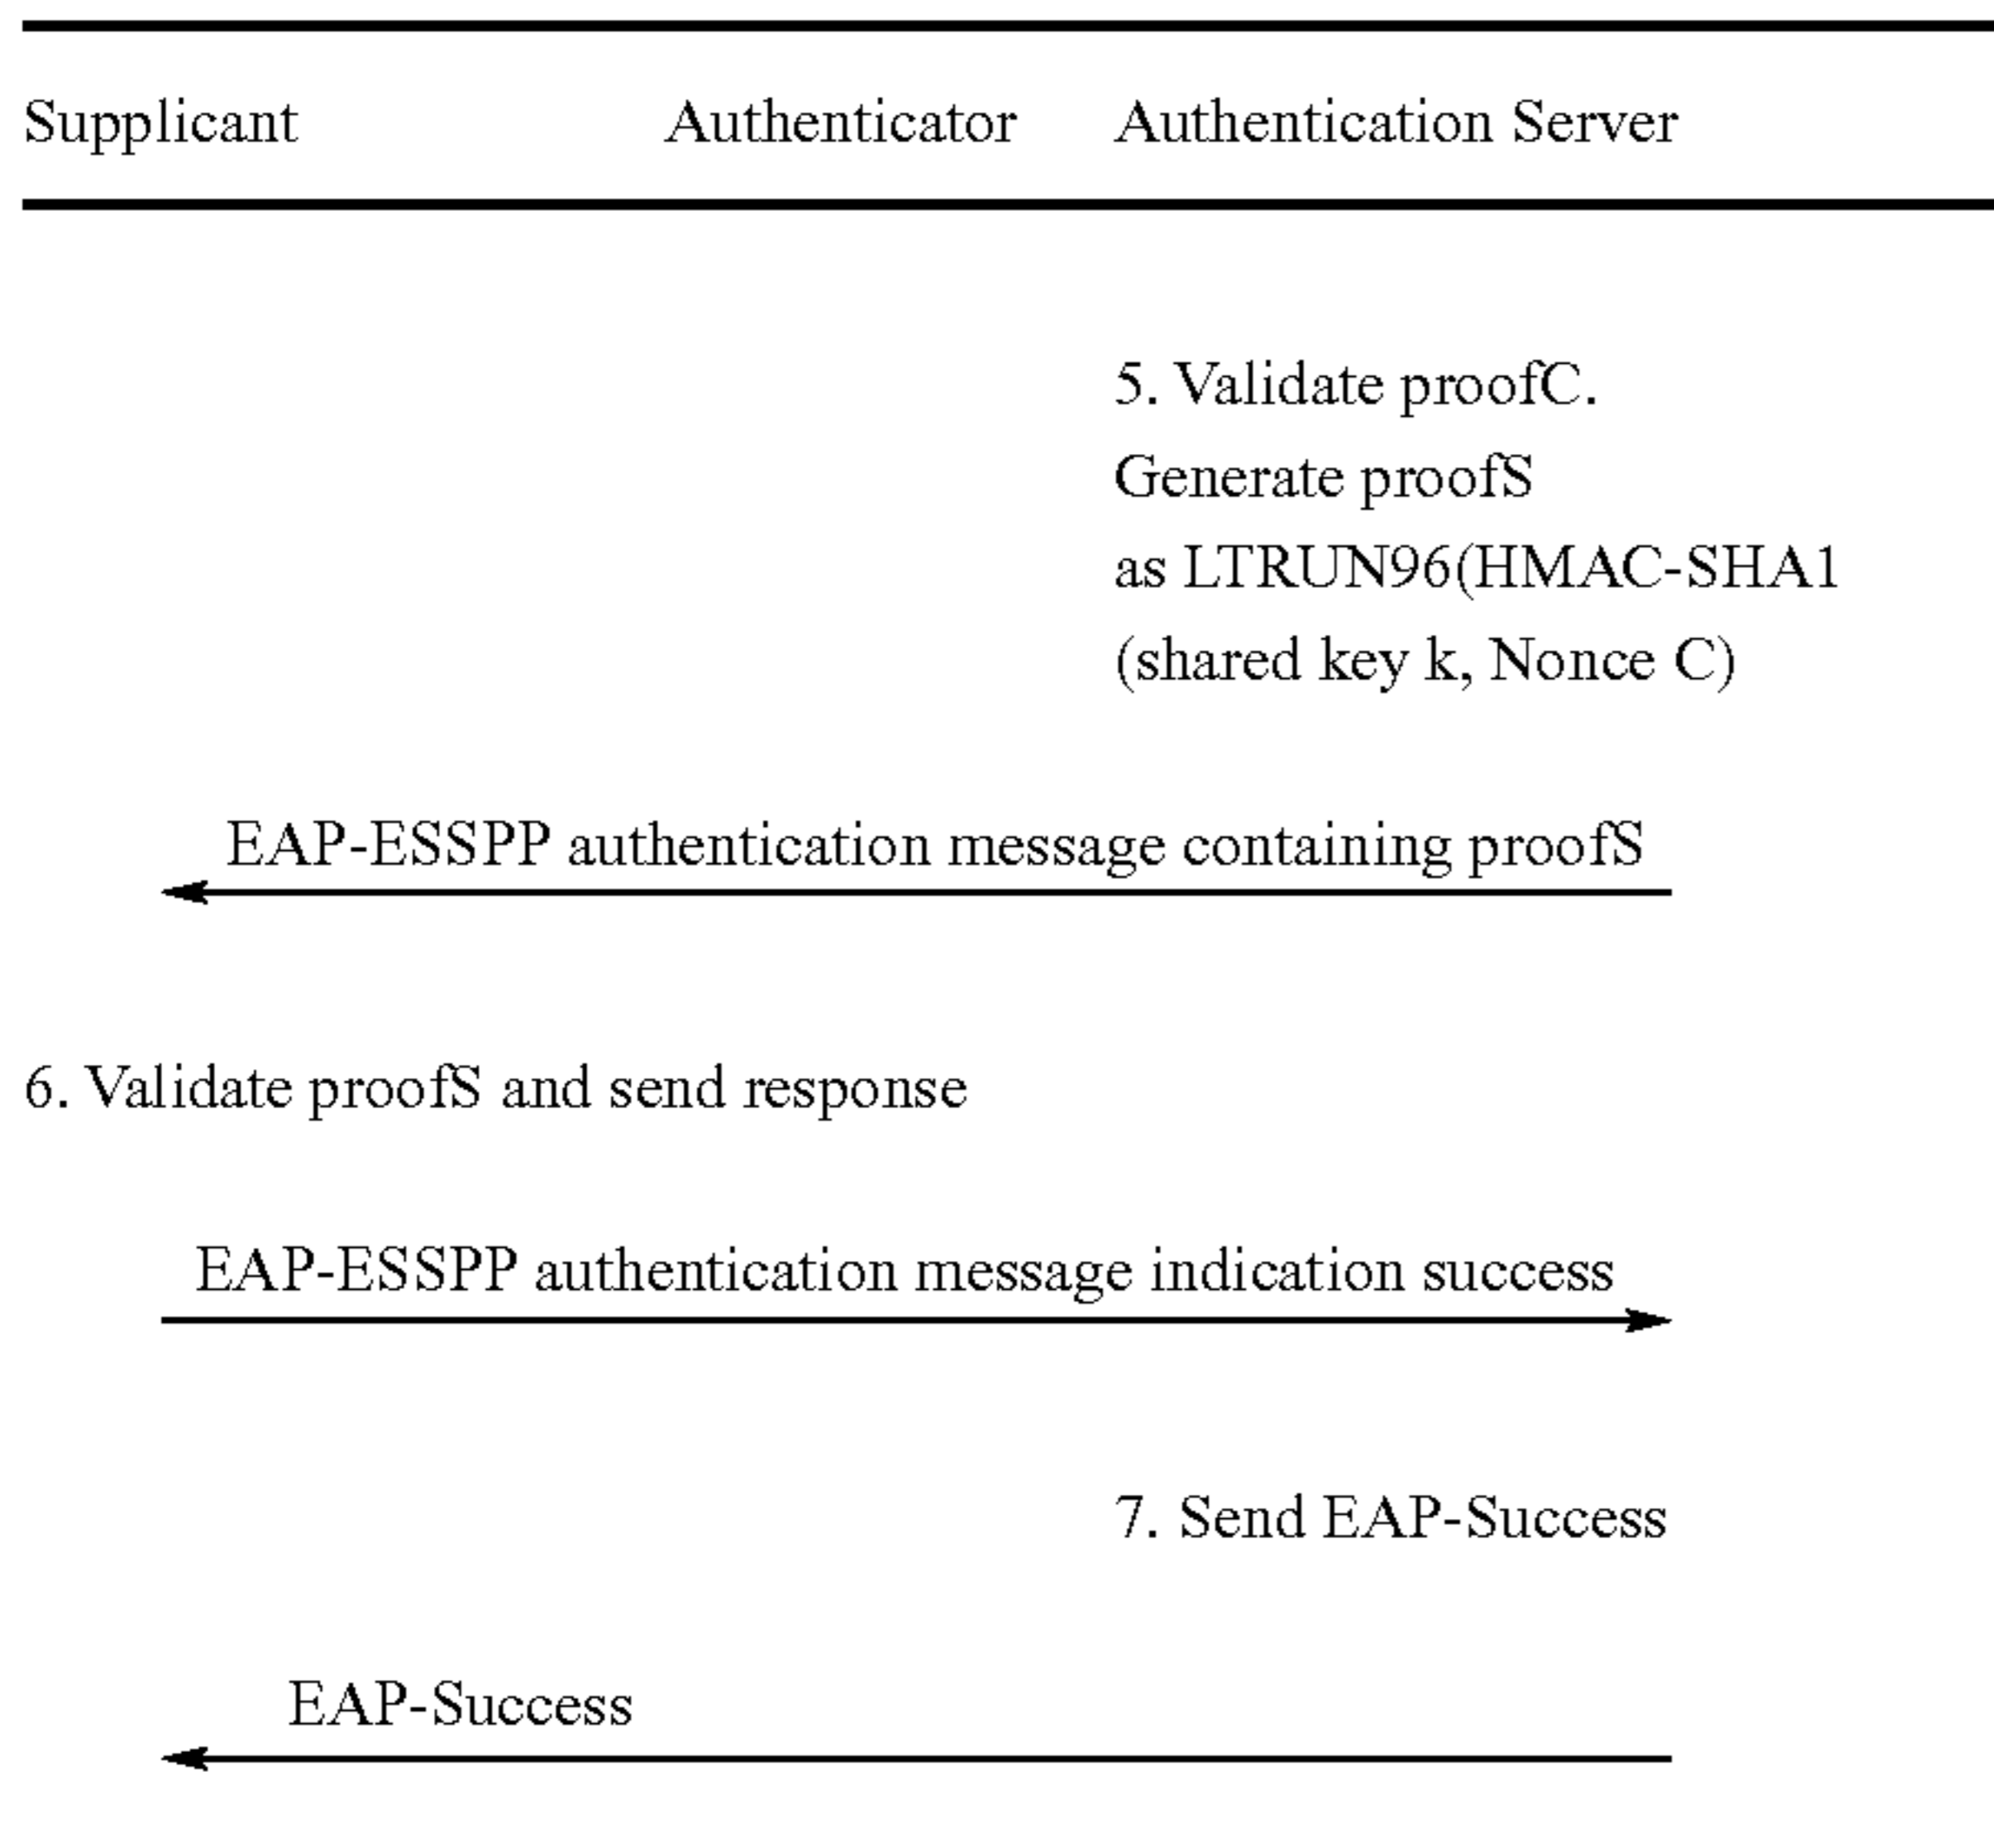 Supplicant Authenticator Authentication Server
5. Validate proofC.
Generate proofS
as LTRUN96(HMAC-SHA1
(shared key k, Nonce C)
EAP-ESSPP authentication message containing proofS
6. Validate proofS and send response
EAP-ESSPP authentication message indication success
7. Send EAP-Success
EAP-Success